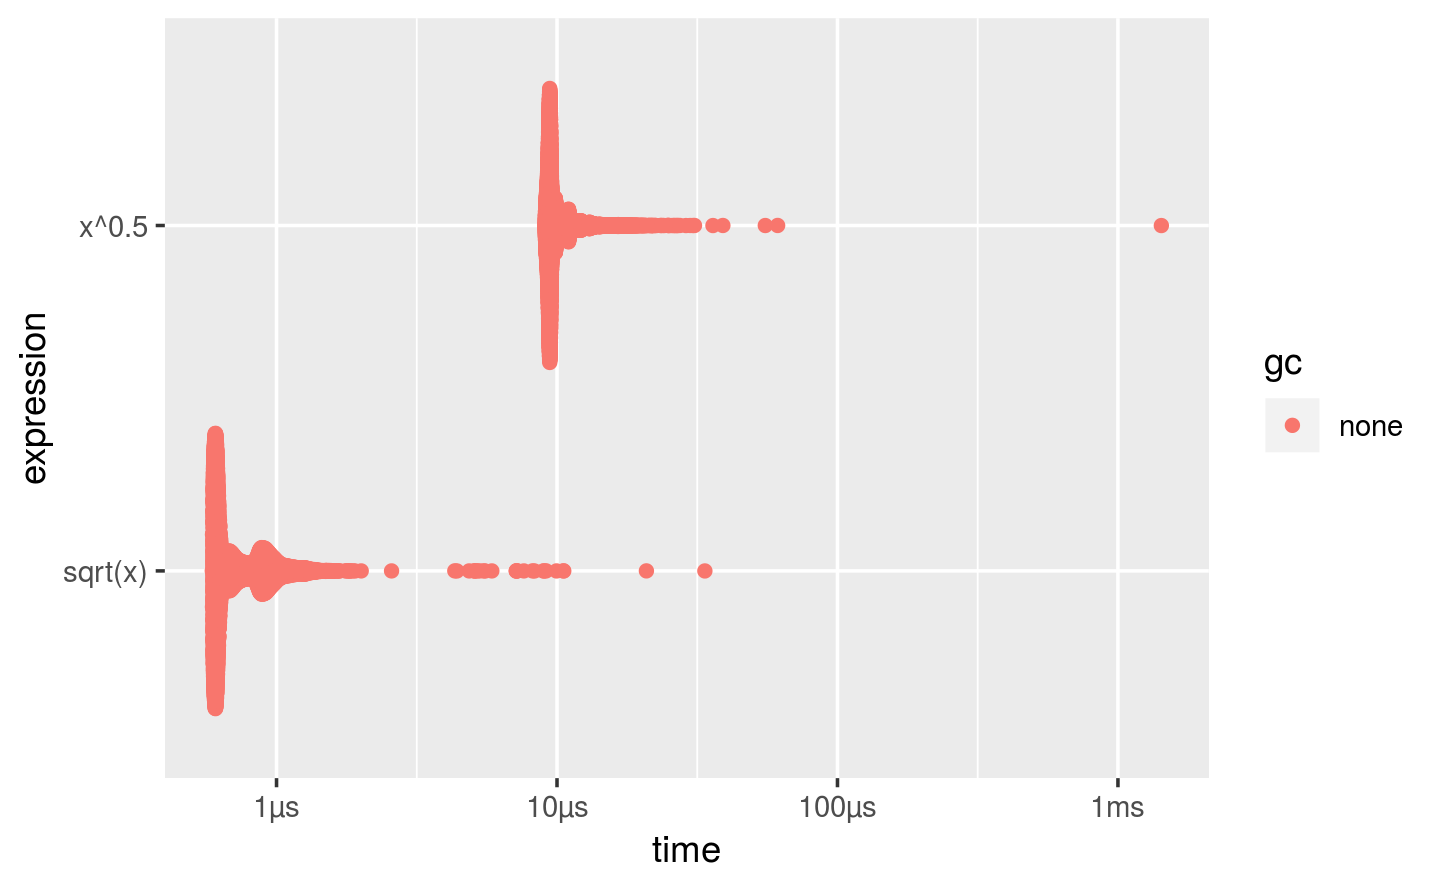 expression
x^0.5
sqrt(x)
1µs
10µs
100µs
1ms
time
gc
none